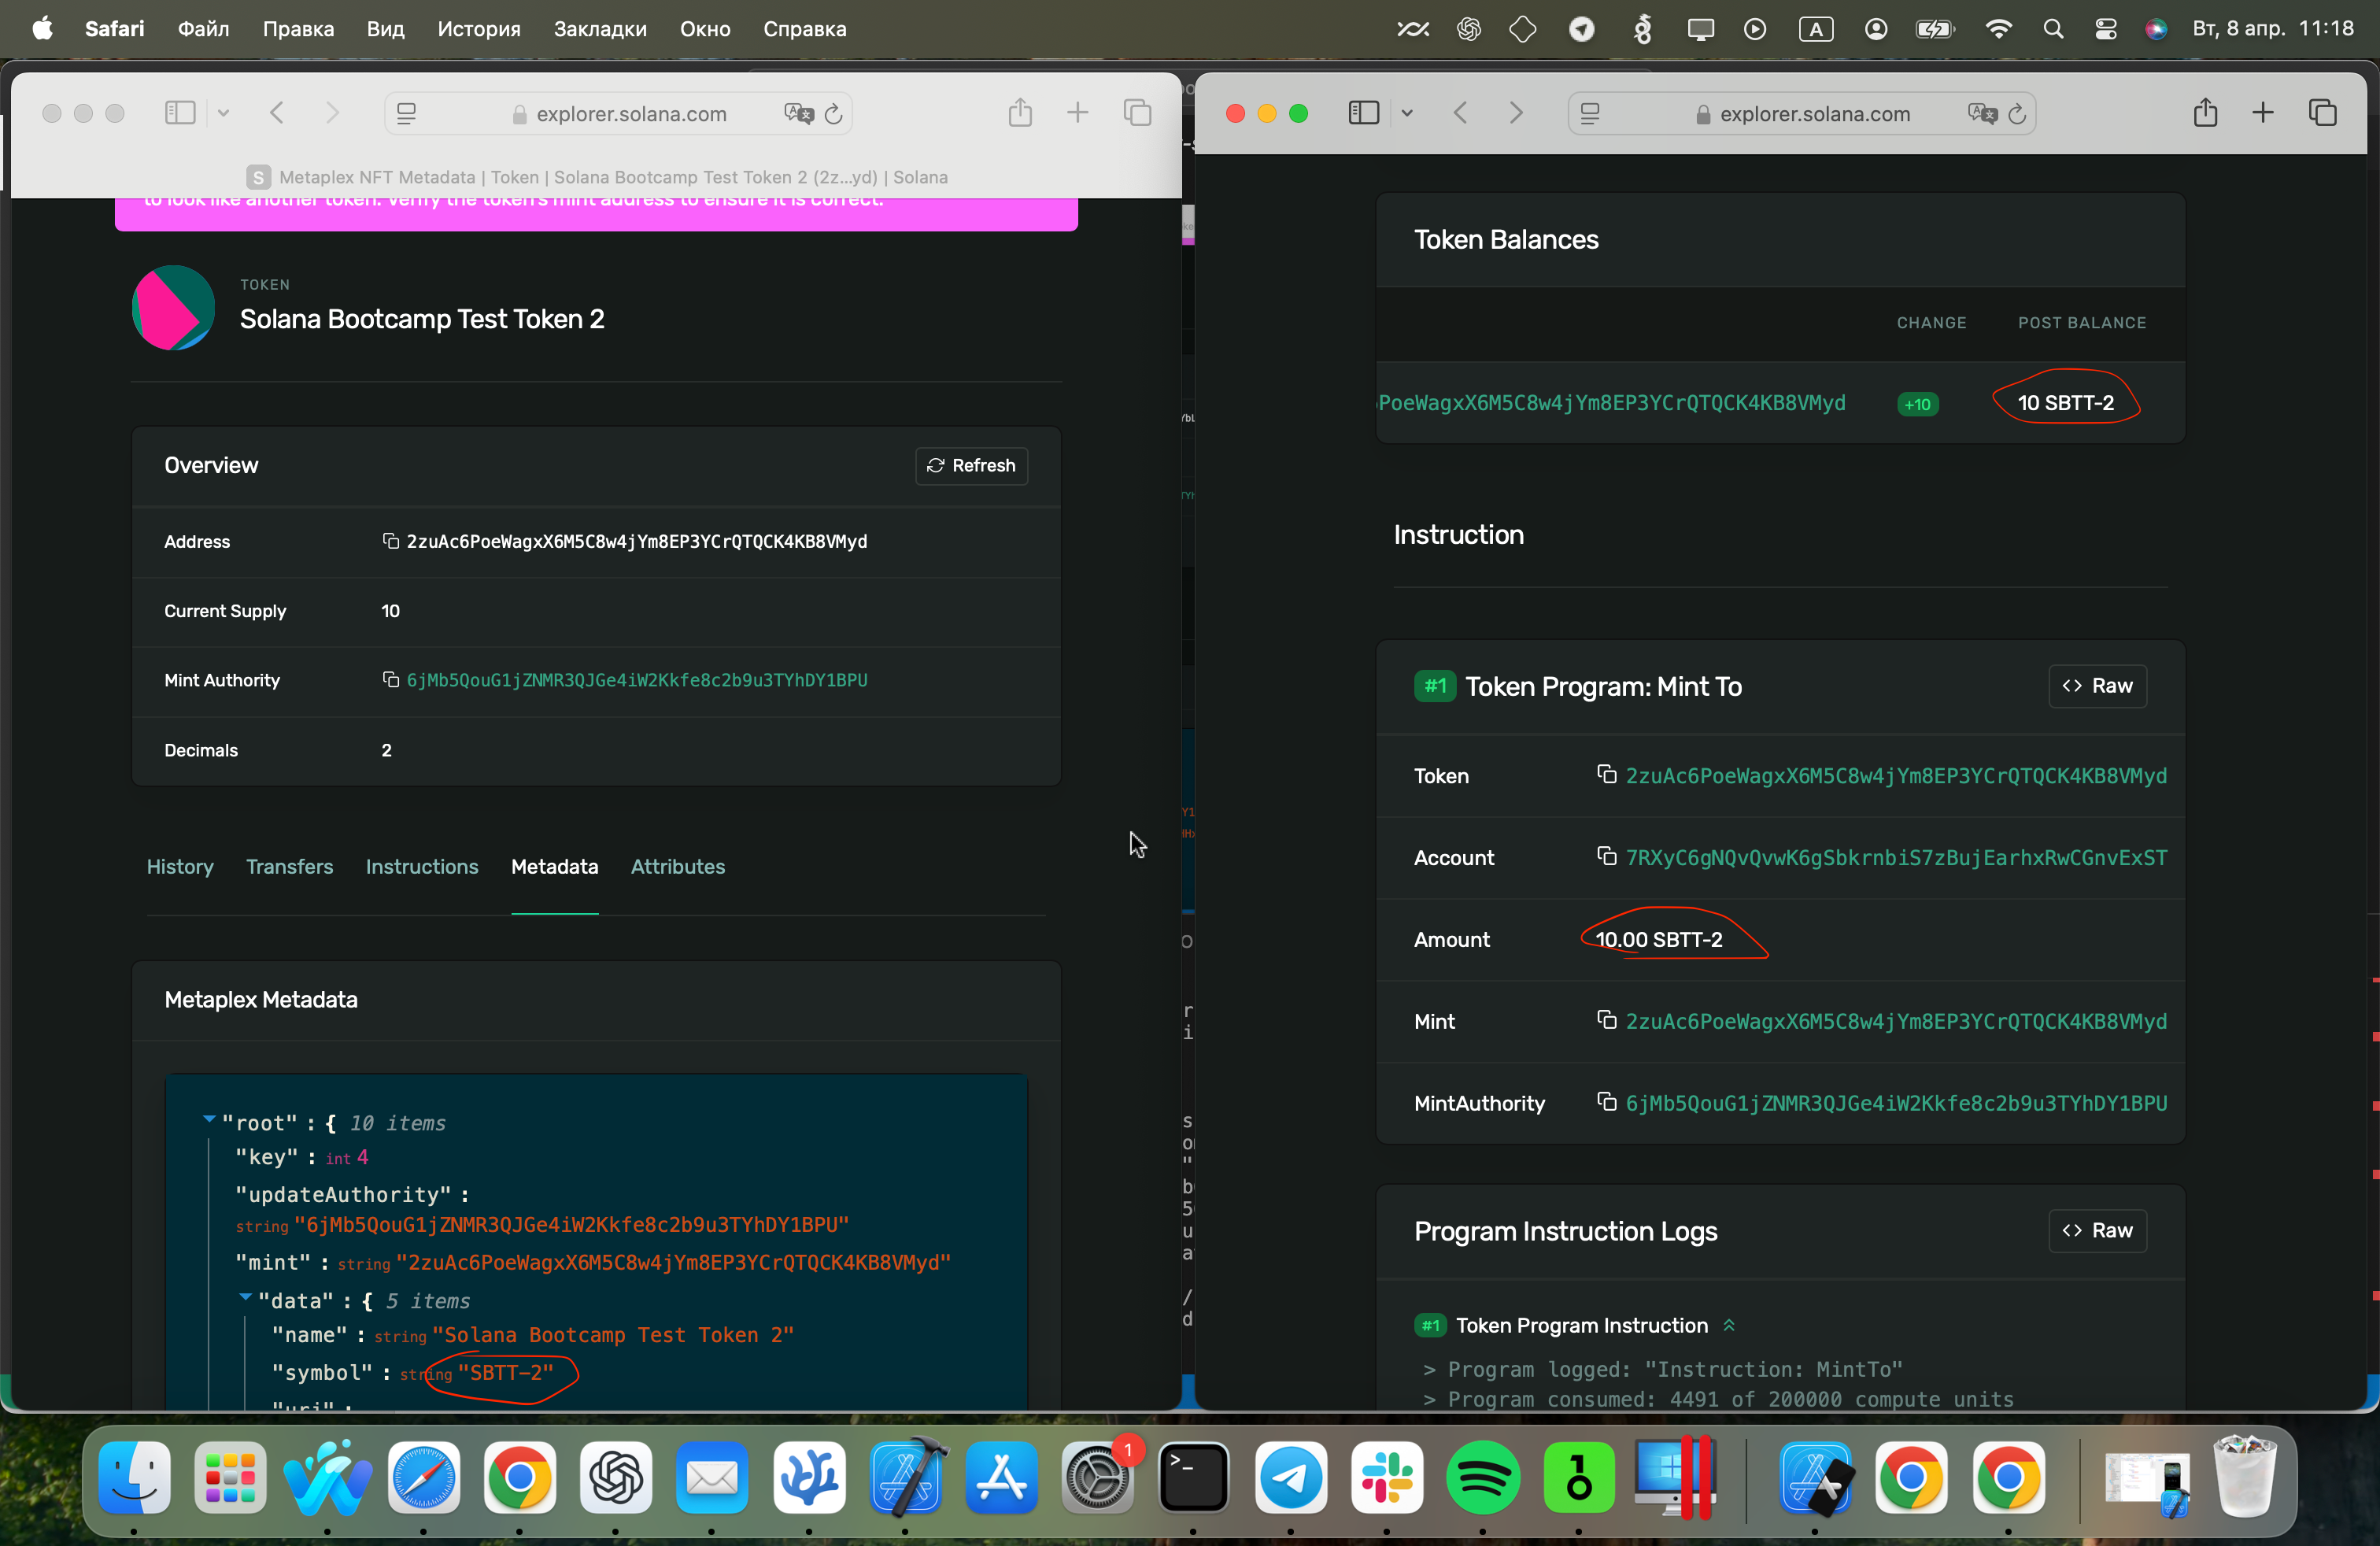 Safari Файл Правка Вид История Закладки Окно Справка
A Вт, 8 апр. 11:18
explorer.solana.com
S Metaplex NFT Metadata | Token | Solana Bootcamp Test Token 2 (2z...yd) | Solana
to look like another token. Verify the token's mint address to ensure it is correct.
TOKEN
Solana Bootcamp Test Token 2
Overview Refresh
Address 2zuAc6PoeWagxX6M5C8w4jYm8EP3YCrQTQCK4KB8VMyd
Current Supply 10
Mint Authority 6jMb5QouG1jZNMR3QJGe4iW2Kkfe8c2b9u3TYhDY1BPU
Decimals 2
History Transfers Instructions Metadata Attributes
Metaplex Metadata
"root" : { 10 items
"key" : int 4
"updateAuthority" :
string "6jMb5QouG1jZNMR3QJGe4iW2Kkfe8c2b9u3TYhDY1BPU"
"mint" : string "2zuAc6PoeWagxX6M5C8w4jYm8EP3YCrQTQCK4KB8VMyd"
"data" : { 5 items
"name" : string "Solana Bootcamp Test Token 2"
"symbol" : string "SBTT-2"
"uri" :
explorer.solana.com
Token Balances
CHANGE POST BALANCE
PoeWagxX6M5C8w4jYm8EP3YCrQTQCK4KB8VMyd +10 10 SBTT-2
Instruction
#1 Token Program: Mint To <> Raw
Token 2zuAc6PoeWagxX6M5C8w4jYm8EP3YCrQTQCK4KB8VMyd
Account 7RXyC6gNQvQvwK6gSbkrnbiS7zBujEarhxRwCGnvExST
Amount 10.00 SBTT-2
Mint 2zuAc6PoeWagxX6M5C8w4jYm8EP3YCrQTQCK4KB8VMyd
MintAuthority 6jMb5QouG1jZNMR3QJGe4iW2Kkfe8c2b9u3TYhDY1BPU
Program Instruction Logs <> Raw
#1 Token Program Instruction
> Program logged: "Instruction: MintTo"
> Program consumed: 4491 of 200000 compute units
1